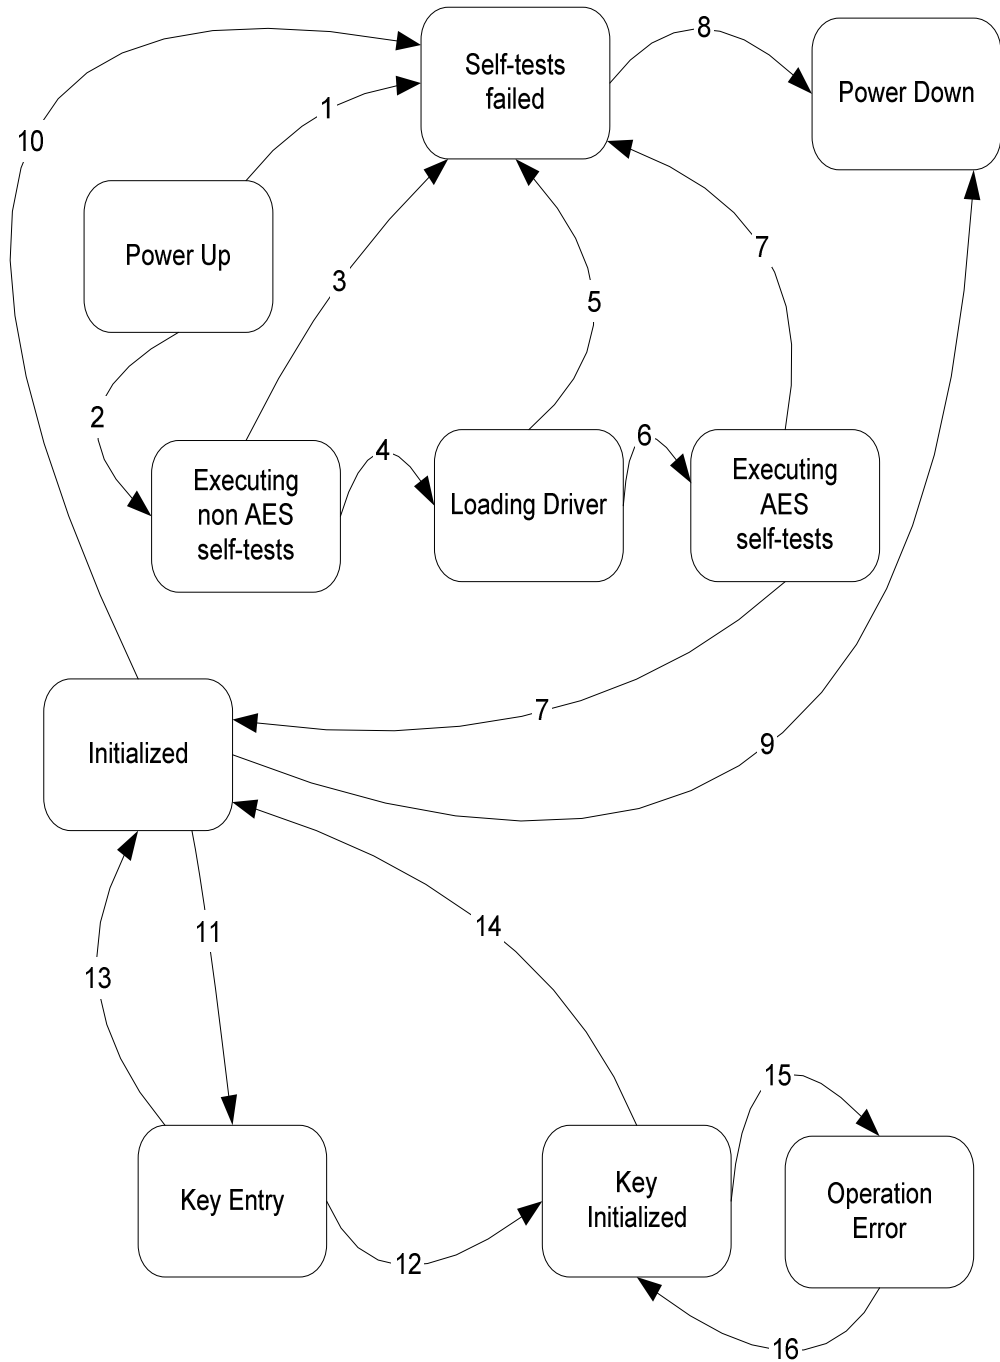 8
Self-tests
failed
Power Down
1
10
Power Up
7
3
5
2
4
6
Executing
non AES
self-tests
Loading Driver
Executing
AES
self-tests
7
9
Initialized
11
14
13
15
Key Entry
Key
Initialized
Operation
Error
12
16